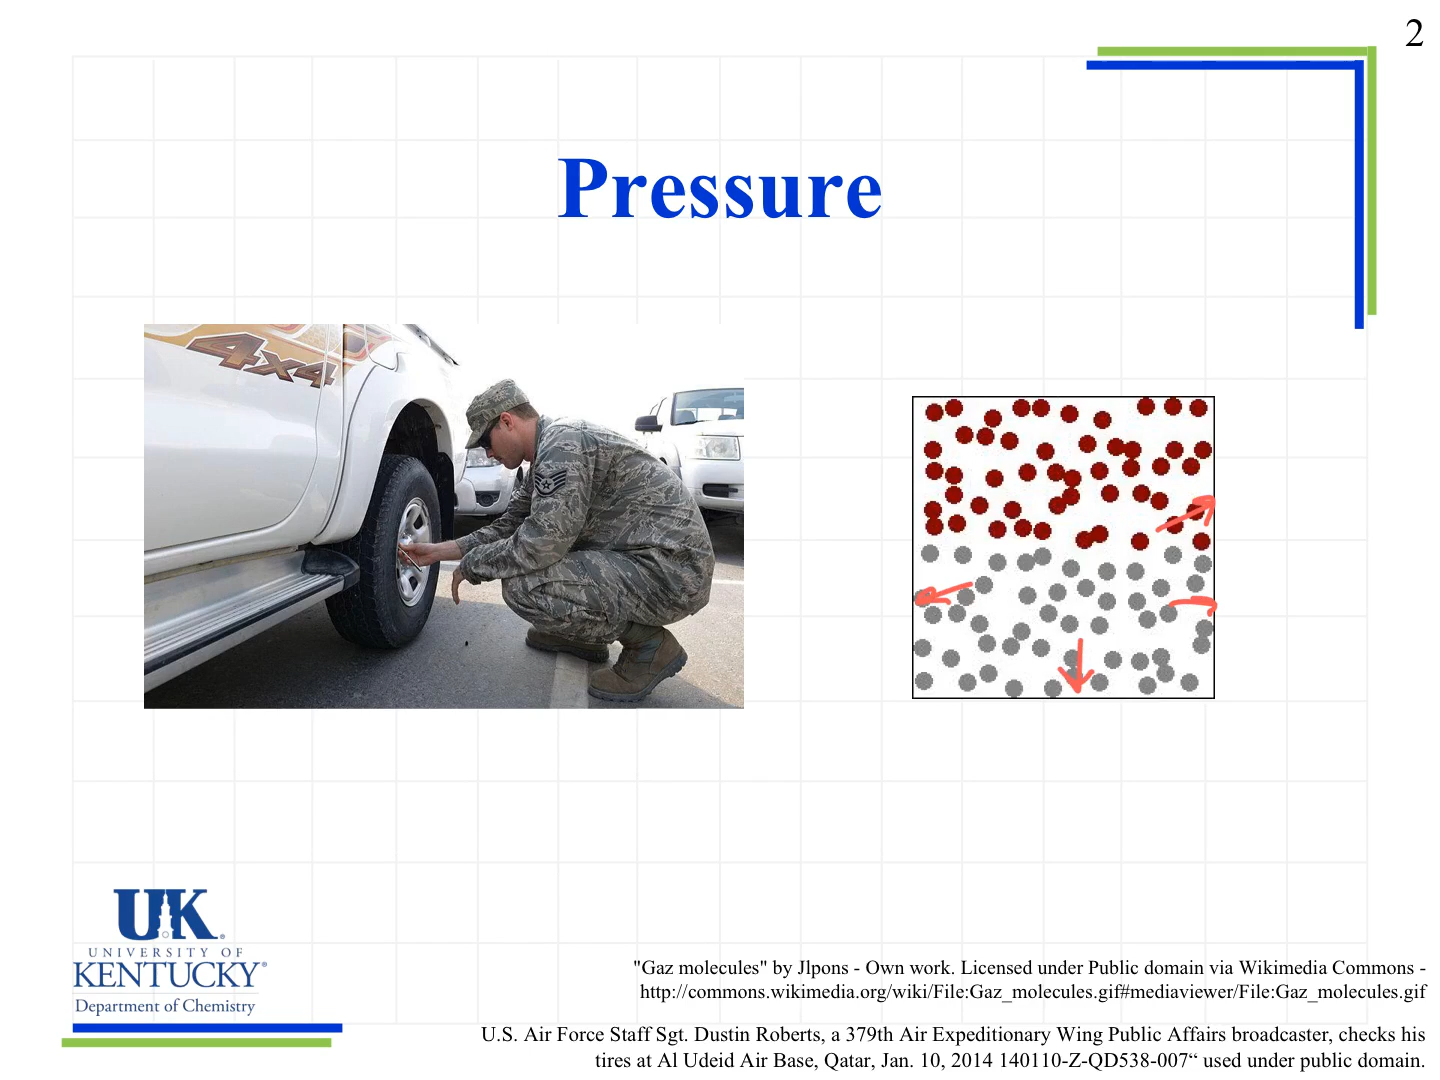 2
Pressure
4x4
UK
UNIVERSITY OF
KENTUCKY®
Department of Chemistry
"Gaz molecules" by Jlpons - Own work. Licensed under Public domain via Wikimedia Commons -
http://commons.wikimedia.org/wiki/File:Gaz_molecules.gif#mediaviewer/File:Gaz_molecules.gif
U.S. Air Force Staff Sgt. Dustin Roberts, a 379th Air Expeditionary Wing Public Affairs broadcaster, checks his
tires at Al Udeid Air Base, Qatar, Jan. 10, 2014 140110-Z-QD538-007“ used under public domain.